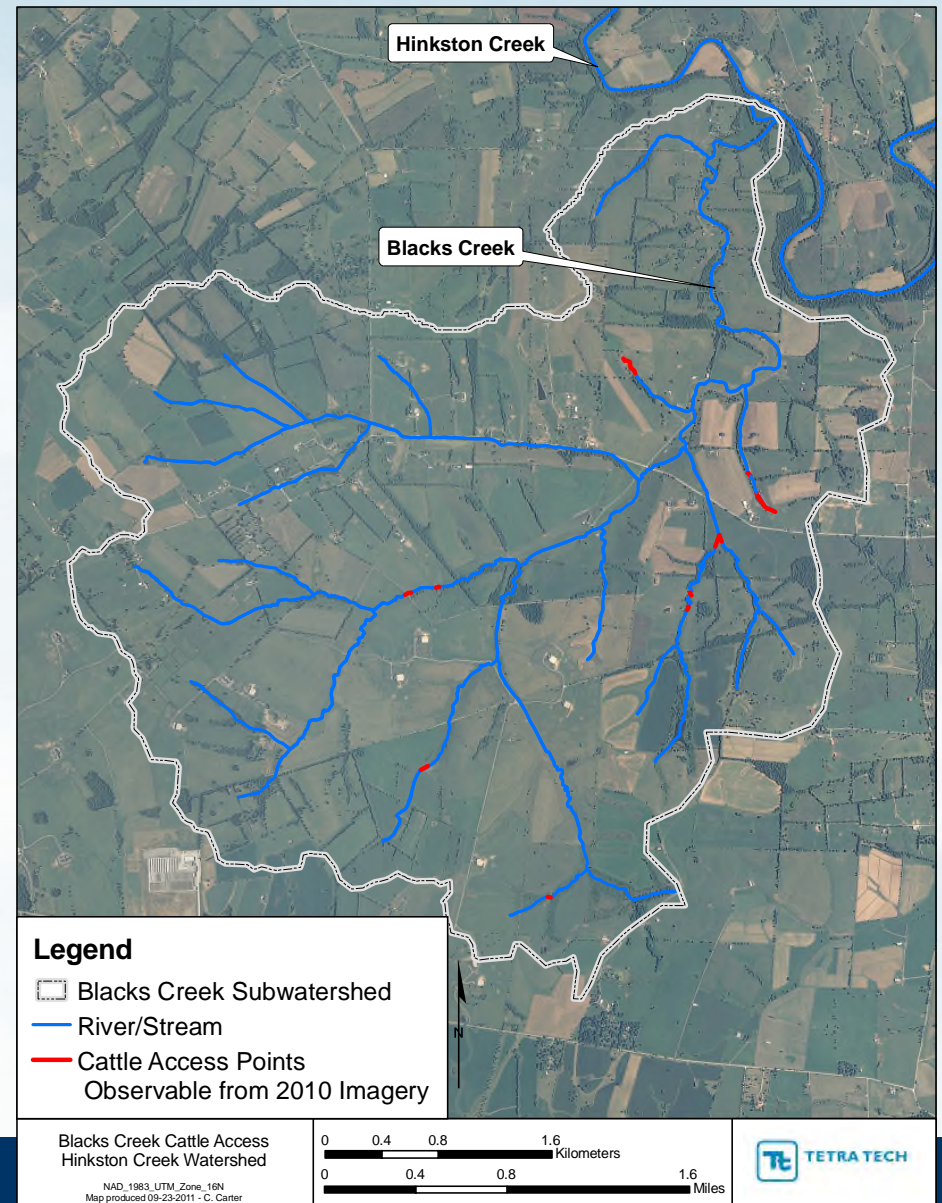 Hinkston Creek
Blacks Creek
Legend
Blacks Creek Subwatershed
River/Stream
Cattle Access Points
Observable from 2010 Imagery
N
Blacks Creek Cattle Access
Hinkston Creek Watershed
NAD_1983_UTM_Zone_16N
Map produced 09-23-2011 - C. Carter
0 0.4 0.8 1.6
Kilometers
0 0.4 0.8 1.6
Miles
Tt TETRA TECH